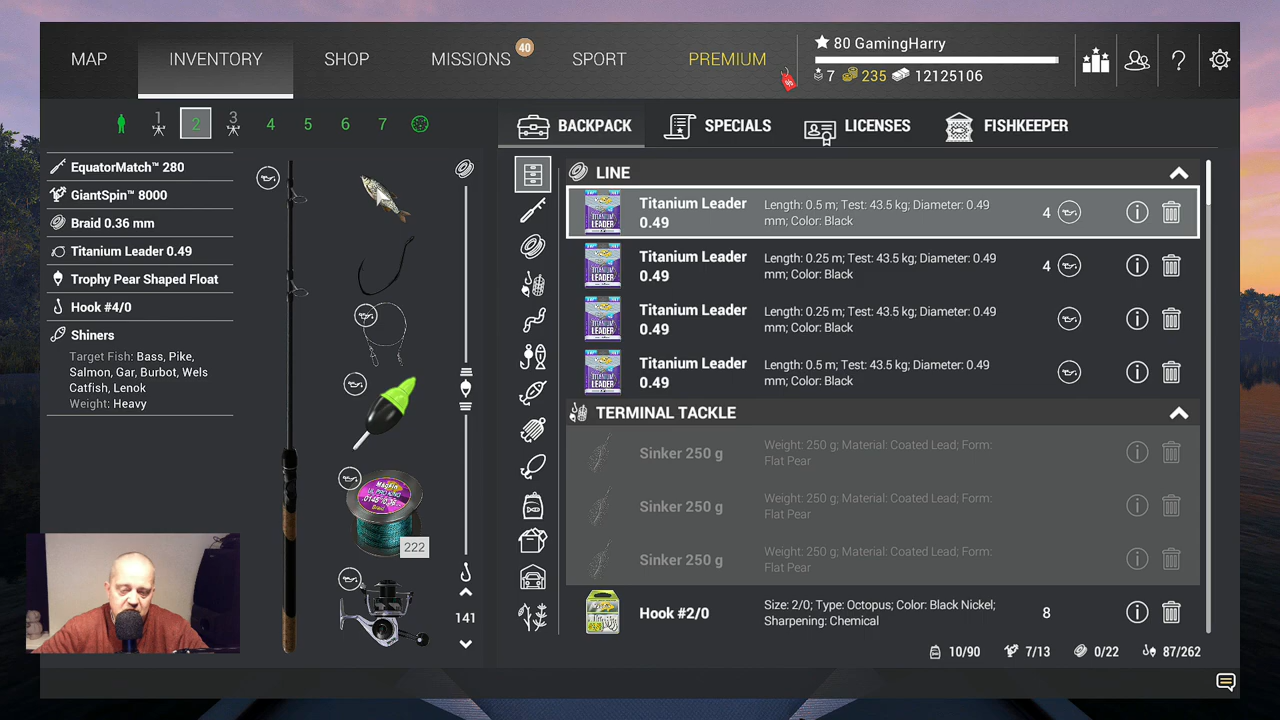 MAP
INVENTORY
SHOP
MISSIONS
40
SPORT
PREMIUM
%
80 GamingHarry
7 235 12125106
?
1 2 3 4 5 6 7
BACKPACK
SPECIALS
LICENSES
FISHKEEPER
EquatorMatch™ 280
GiantSpin™ 8000
Braid 0.36 mm
Titanium Leader 0.49
Trophy Pear Shaped Float
Hook #4/0
Shiners
Target Fish: Bass, Pike,
Salmon, Gar, Burbot, Wels
Catfish, Lenok
Weight: Heavy
222
141
LINE
Titanium Leader
0.49
Length: 0.5 m; Test: 43.5 kg; Diameter: 0.49
mm; Color: Black
4
Titanium Leader
0.49
Length: 0.25 m; Test: 43.5 kg; Diameter: 0.49
mm; Color: Black
4
Titanium Leader
0.49
Length: 0.25 m; Test: 43.5 kg; Diameter: 0.49
mm; Color: Black
Titanium Leader
0.49
Length: 0.5 m; Test: 43.5 kg; Diameter: 0.49
mm; Color: Black
TERMINAL TACKLE
Sinker 250 g
Weight: 250 g; Material: Coated Lead; Form:
Flat Pear
Sinker 250 g
Weight: 250 g; Material: Coated Lead; Form:
Flat Pear
Sinker 250 g
Weight: 250 g; Material: Coated Lead; Form:
Flat Pear
Hook #2/0
Size: 2/0; Type: Octopus; Color: Black Nickel;
Sharpening: Chemical
8
10/90 7/13 0/22 87/262